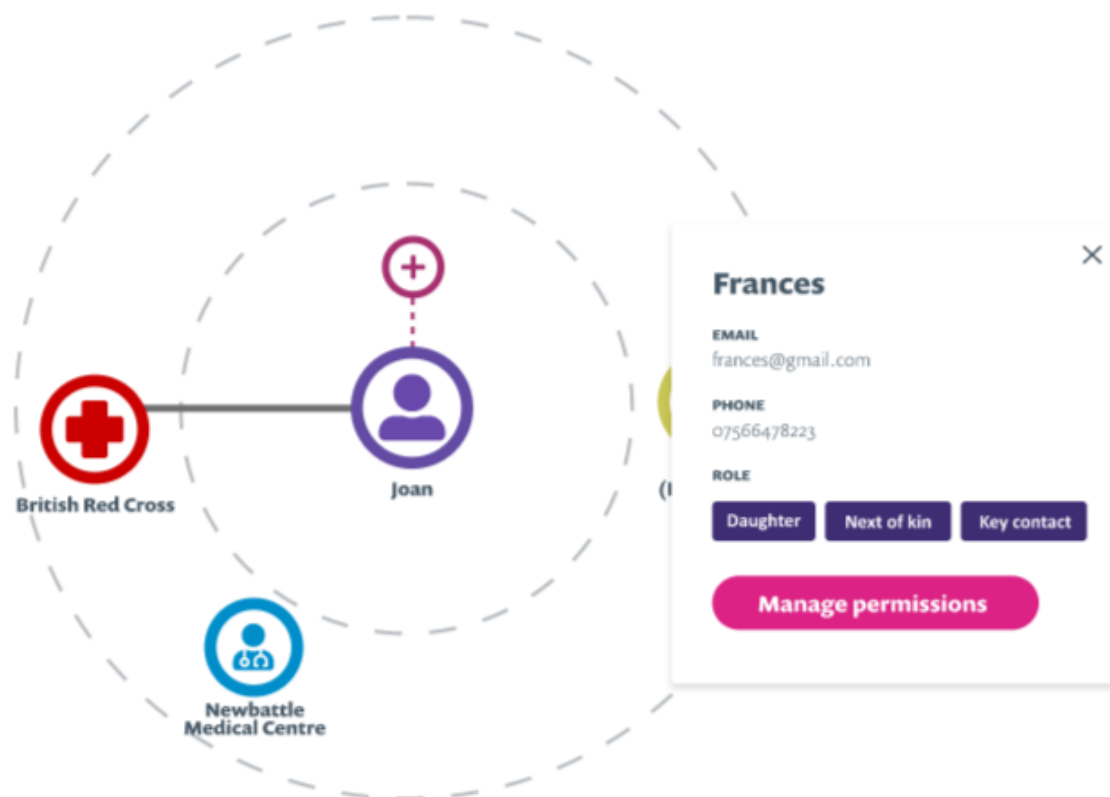 British Red Cross
Joan
Newbattle
Medical Centre
Frances
EMAIL
frances@gmail.com
PHONE
07566478223
ROLE
Daughter
Next of kin
Key contact
Manage permissions